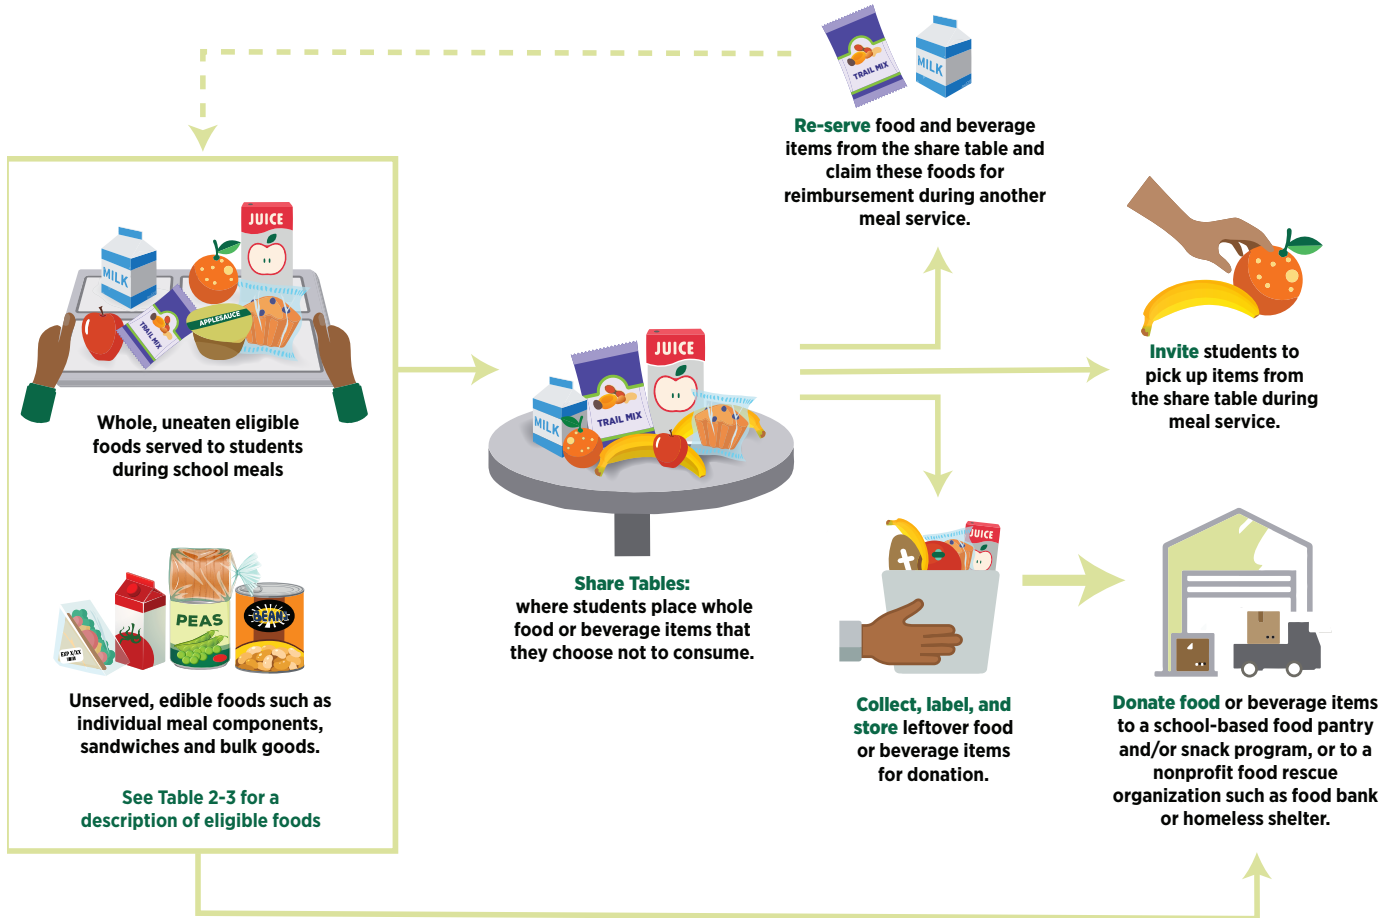 TRAIL MIX
MILK
Re-serve food and beverage
items from the share table and
claim these foods for
reimbursement during another
meal service.
JUICE
MILK
TRAIL MIX
APPLESAUCE
Whole, uneaten eligible
foods served to students
during school meals
EXP X/XX
PEAS
BEANS
Unserved, edible foods such as
individual meal components,
sandwiches and bulk goods.
See Table 2-3 for a
description of eligible foods
JUICE
MILK
TRAIL MIX
Share Tables:
where students place whole
food or beverage items that
they choose not to consume.
Invite students to
pick up items from
the share table during
meal service.
JUICE
Collect, label, and
store leftover food
or beverage items
for donation.
Donate food or beverage items
to a school-based food pantry
and/or snack program, or to a
nonprofit food rescue
organization such as food bank
or homeless shelter.